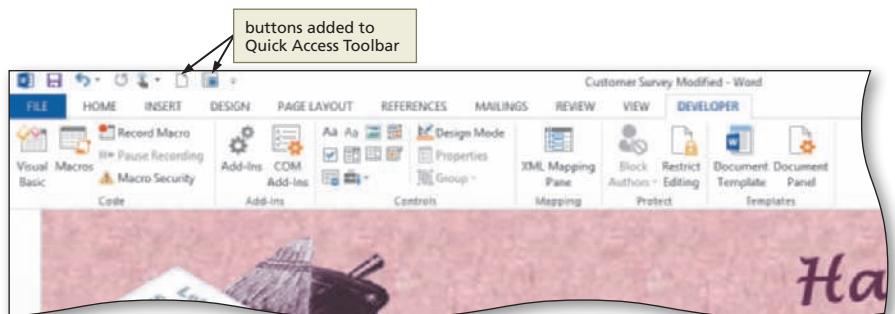 buttons added to
Quick Access Toolbar
Customer Survey Modified - Word
FILE HOME INSERT DESIGN PAGE LAYOUT REFERENCES MAILINGS REVIEW VIEW DEVELOPER
Visual Basic
Macros
Record Macro
Pause Recording
Macro Security
Code
Add-Ins
COM Add-Ins
Add-Ins
Aa Aa
Design Mode
Properties
Group
Controls
XML Mapping Pane
Mapping
Block Authors
Restrict Editing
Protect
Document Template
Document Panel
Templates
Ha